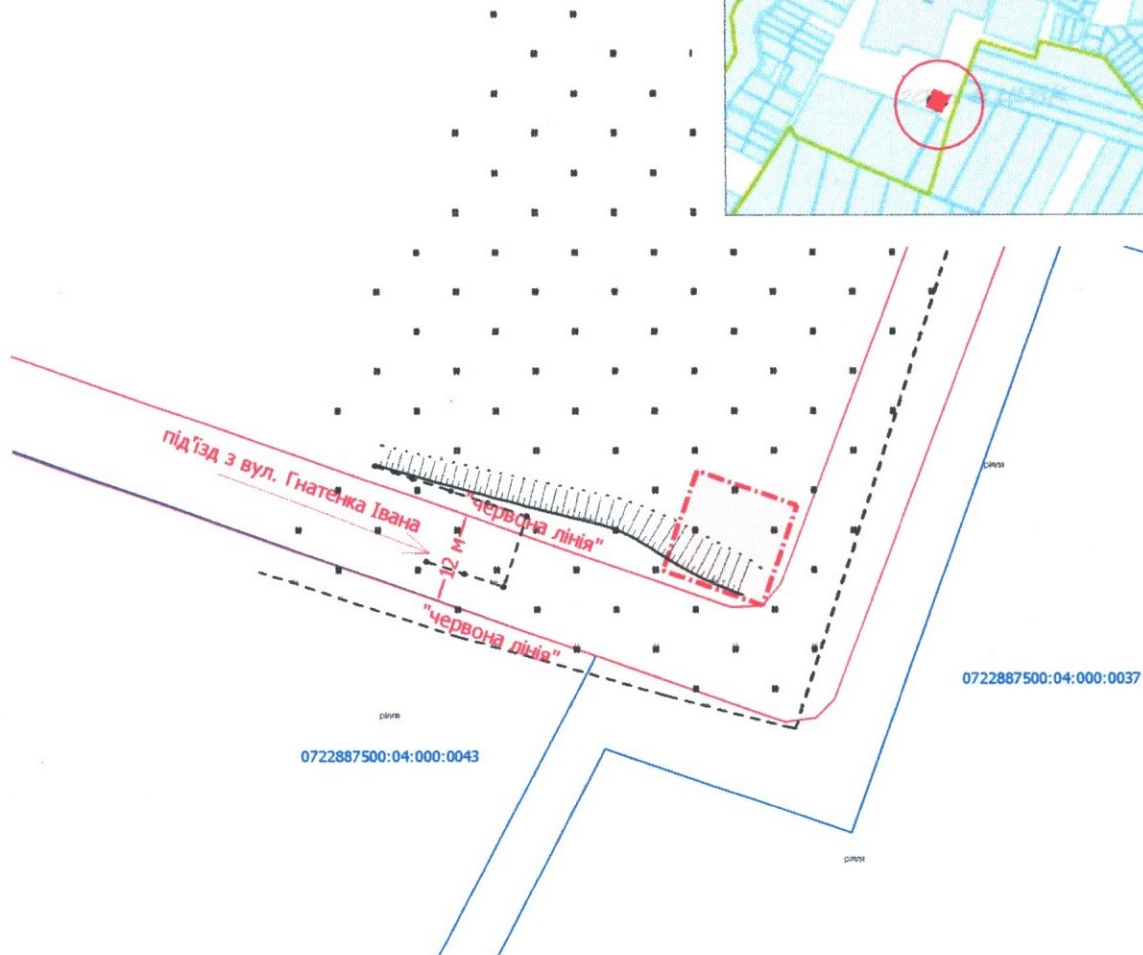 під'їзд з вул. Гнатенка Івана
"червона лінія"
12 м
"червона лінія"
рілля
0722887500:04:000:0037
рілля
0722887500:04:000:0043
рілля